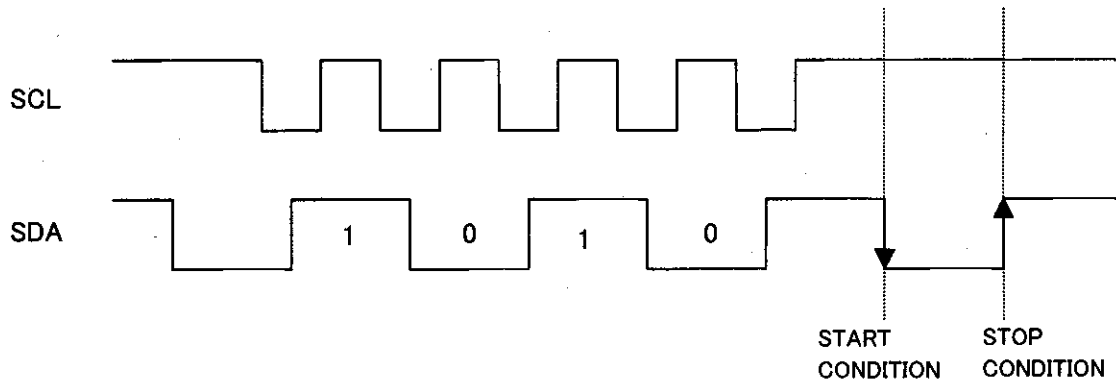 SCL
SDA
1 0 1 0
START CONDITION
STOP CONDITION